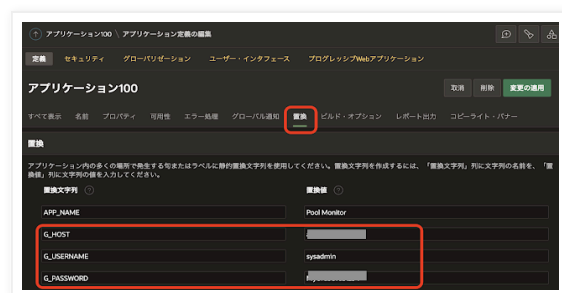 アプリケーション100 \ アプリケーション定義の編集
定義 セキュリティ グローバリゼーション ユーザー・インタフェース プログレッシブWebアプリケーション
アプリケーション100 取消 削除 変更の適用
すべて表示 名前 プロパティ 可用性 エラー処理 グローバル通知 置換 ビルド・オプション レポート出力 コピーライト・バナー
置換
アプリケーション内の多くの場所で発生する句またはラベルに静的置換文字列を使用してください。置換文字列を作成するには、「置換文字列」列に文字列の名前を、「置
換値」列に文字列の値を入力してください。
置換文字列 置換値
APP_NAME Pool Monitor
G_HOST
G_USERNAME sysadmin
G_PASSWORD